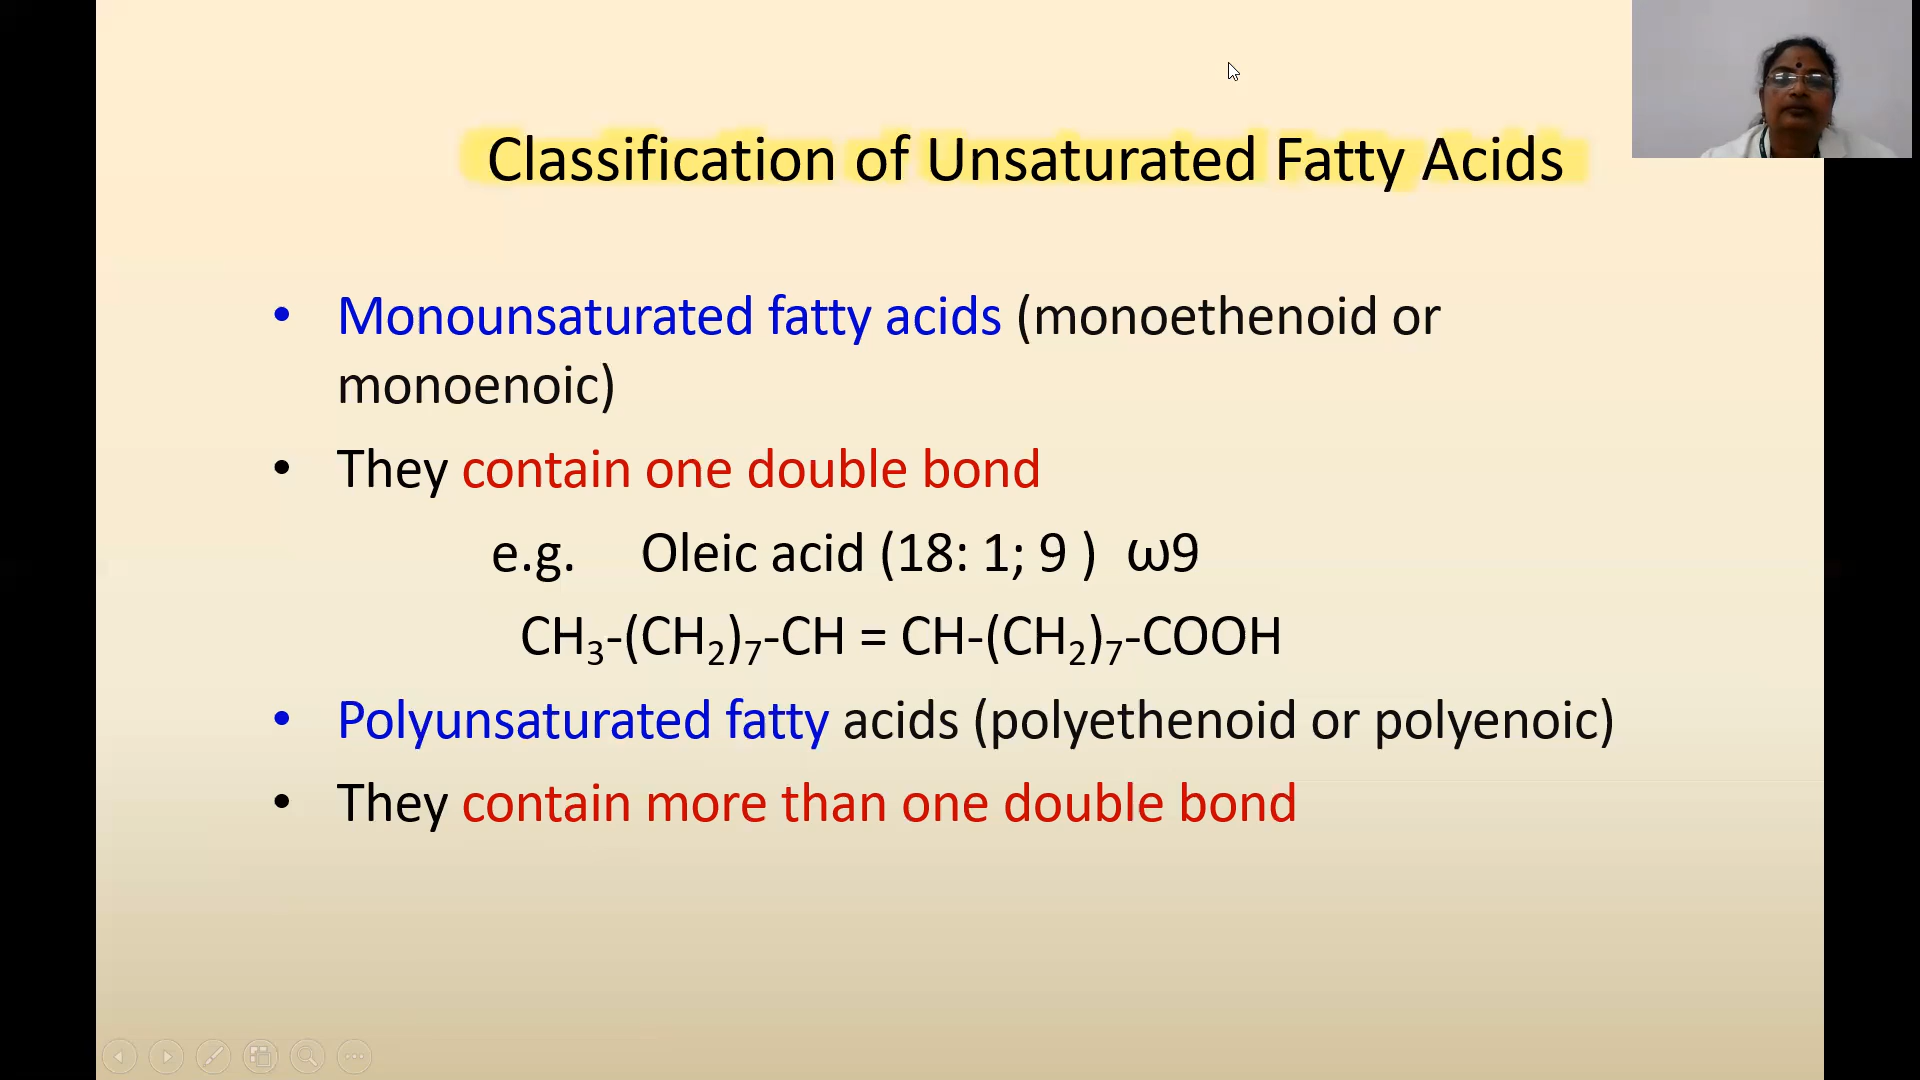 Classification of Unsaturated Fatty Acids
• Monounsaturated fatty acids (monoethenoid or
monoenoic)
• They contain one double bond
e.g. Oleic acid (18: 1; 9 ) ω9
CH₃-(CH₂)₇-CH = CH-(CH₂)₇-COOH
• Polyunsaturated fatty acids (polyethenoid or polyenoic)
• They contain more than one double bond